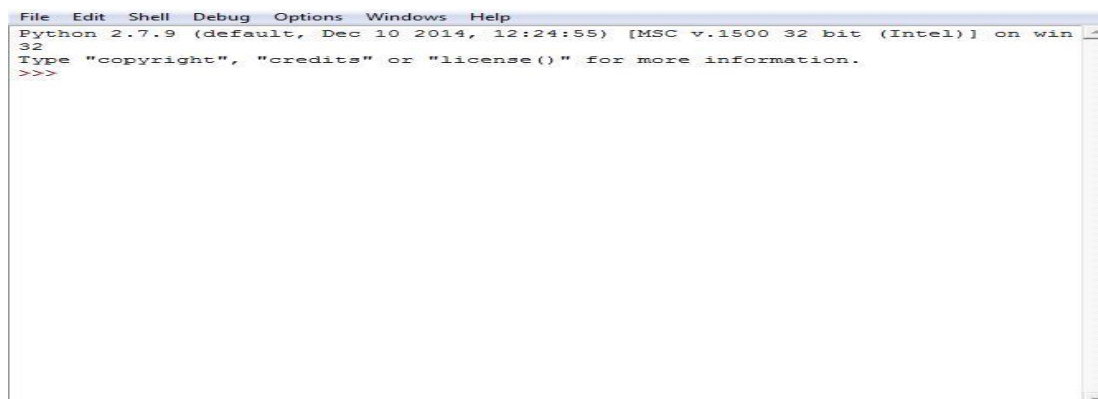 File Edit Shell Debug Options Windows Help
Python 2.7.9 (default, Dec 10 2014, 12:24:55) [MSC v.1500 32 bit (Intel)] on win
32
Type "copyright", "credits" or "license()" for more information.
>>>